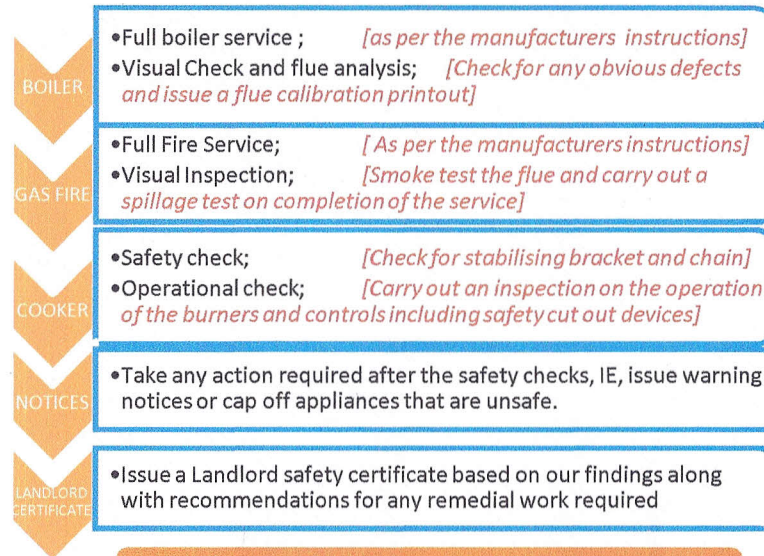 BOILER
•Full boiler service ; [as per the manufacturers instructions]
•Visual Check and flue analysis; [Check for any obvious defects
and issue a flue calibration printout]
GAS FIRE
•Full Fire Service; [ As per the manufacturers instructions]
•Visual Inspection; [Smoke test the flue and carry out a
spillage test on completion of the service]
COOKER
•Safety check; [Check for stabilising bracket and chain]
•Operational check; [Carry out an inspection on the operation
of the burners and controls including safety cut out devices]
NOTICES
•Take any action required after the safety checks, IE, issue warning
notices or cap off appliances that are unsafe.
LANDLORD
CERTIFICATE
•Issue a Landlord safety certificate based on our findings along
with recommendations for any remedial work required